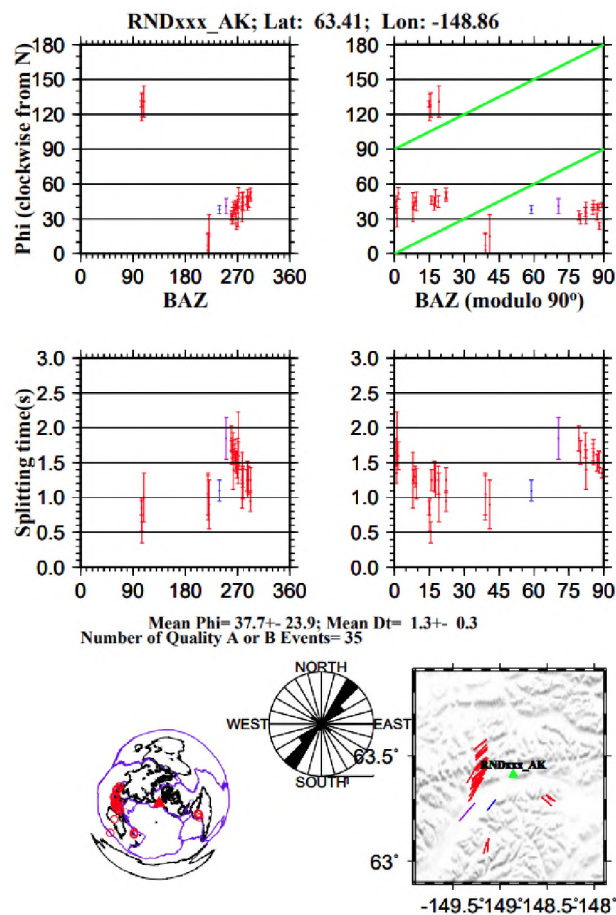 RNDxxx_AK; Lat: 63.41; Lon: -148.86
Phi (clockwise from N)
180
150
120
90
60
30
0
0 90 180 270 360
BAZ
180
150
120
90
60
30
0
0 15 30 45 60 75 90
BAZ (modulo 90º)
Splitting time(s)
3.0
2.5
2.0
1.5
1.0
0.5
0.0
0 90 180 270 360
3.0
2.5
2.0
1.5
1.0
0.5
0.0
0 15 30 45 60 75 90
Mean Phi= 37.7+- 23.9; Mean Dt= 1.3+- 0.3
Number of Quality A or B Events= 35
NORTH
WEST
EAST
SOUTH
63.5°
RNDxxx_AK
63°
-149.5° -149° -148.5° -148°